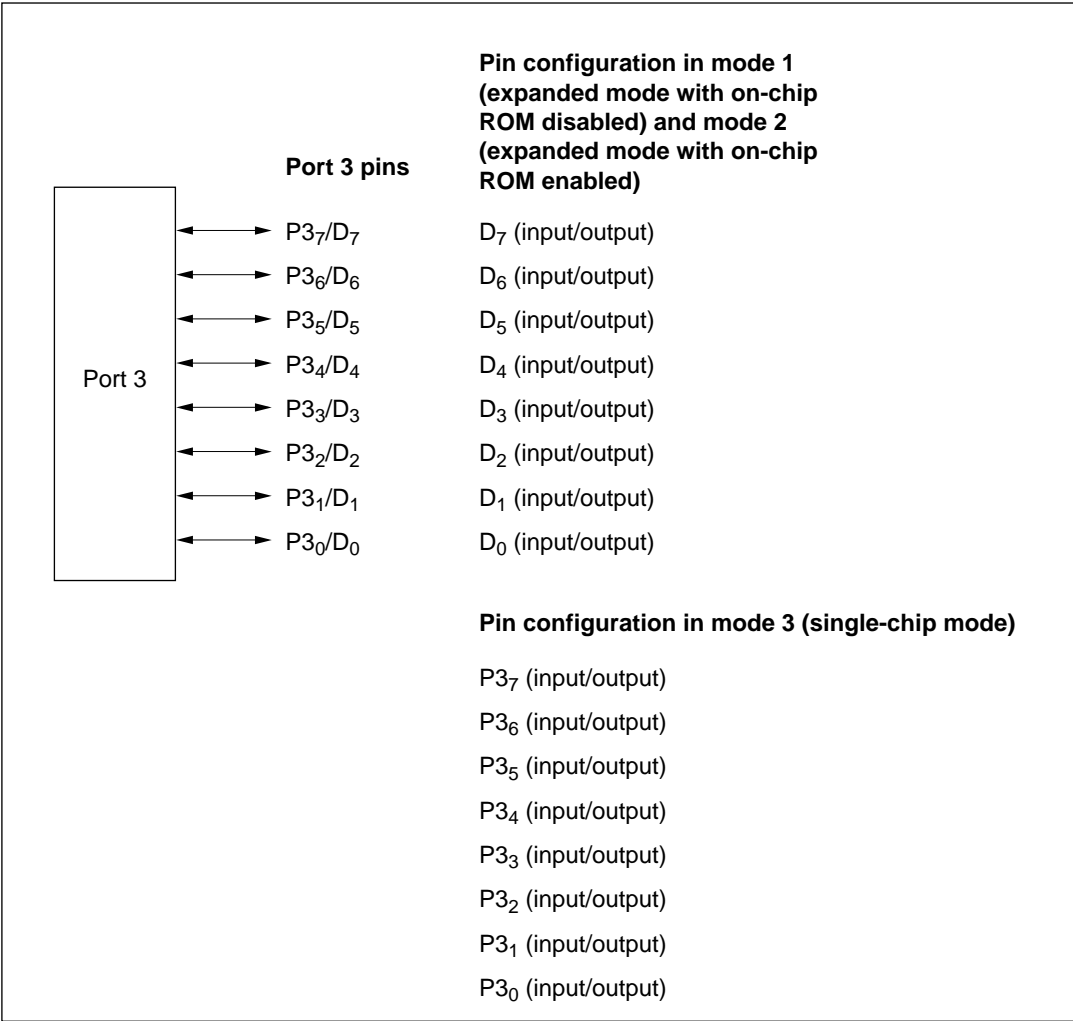 Pin configuration in mode 1
(expanded mode with on-chip
ROM disabled) and mode 2
(expanded mode with on-chip
ROM enabled)
Port 3 pins
Port 3
P3₇/D₇ D₇ (input/output)
P3₆/D₆ D₆ (input/output)
P3₅/D₅ D₅ (input/output)
P3₄/D₄ D₄ (input/output)
P3₃/D₃ D₃ (input/output)
P3₂/D₂ D₂ (input/output)
P3₁/D₁ D₁ (input/output)
P3₀/D₀ D₀ (input/output)
Pin configuration in mode 3 (single-chip mode)
P3₇ (input/output)
P3₆ (input/output)
P3₅ (input/output)
P3₄ (input/output)
P3₃ (input/output)
P3₂ (input/output)
P3₁ (input/output)
P3₀ (input/output)